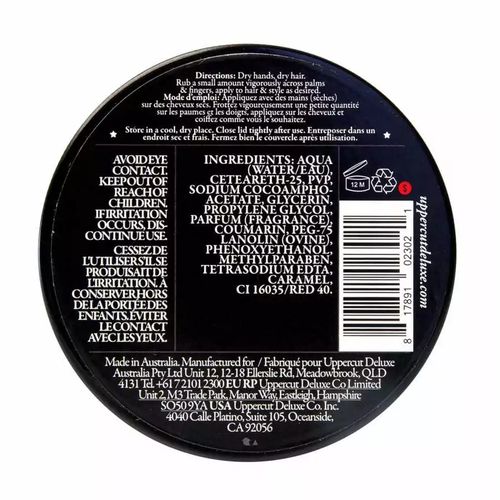 Directions: Dry hands, dry hair.
Rub a small amount vigorously across palms
& fingers, apply to hair & style as desired.
Mode d'emploi: Appliquez avec des mains (sèches)
sur des cheveux secs. Frottez vigoureusement une petite quantité
sur les paumes et les doigts, appliquez sur les cheveux et
coiffez comme vous le souhaitez.
Store in a cool, dry place. Close lid tightly after use. Entreposer dans un
endroit sec et frais. Fermez bien le couvercle après utilisation.
AVOID EYE
CONTACT.
KEEP OUT OF
REACH OF
CHILDREN.
IF IRRITATION
OCCURS, DIS-
CONTINUE USE.
CESSEZ DE
L'UTILISER S'IL SE
PRODUISAIT DE
L'IRRITATION. À
CONSERVER HORS
DE LA PORTÉE DES
ENFANTS. ÉVITER
LE CONTACT
AVEC LES YEUX.
INGREDIENTS: AQUA
(WATER/EAU),
CETEARETH-25, PVP,
SODIUM COCOAMPHO-
ACETATE, GLYCERIN,
PROPYLENE GLYCOL,
PARFUM (FRAGRANCE),
COUMARIN, PEG-75
LANOLIN (OVINE),
PHENOXYETHANOL,
METHYLPARABEN,
TETRASODIUM EDTA,
CARAMEL,
CI 16035/RED 40.
12 M
8 17891 02302 1
uppercutdeluxe.com
Made in Australia. Manufactured for / Fabriqué pour Uppercut Deluxe
Australia Pty Ltd Unit 12, 12-18 Ellerslie Rd, Meadowbrook, QLD
4131 Tel +61 7 2101 2300 EU RP Uppercut Deluxe Co Limited
Unit 2, M3 Trade Park, Manor Way, Eastleigh, Hampshire
SO50 9YA USA Uppercut Deluxe Co. Inc.
4040 Calle Platino, Suite 105, Oceanside,
CA 92056